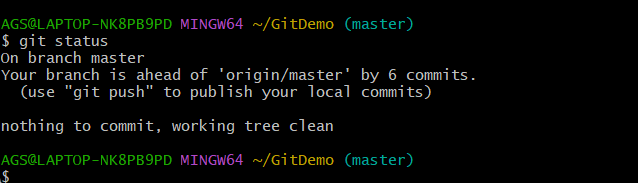 AGS@LAPTOP-NK8PB9PD MINGW64 ~/GitDemo (master)
$ git status
On branch master
Your branch is ahead of 'origin/master' by 6 commits.
  (use "git push" to publish your local commits)

nothing to commit, working tree clean

AGS@LAPTOP-NK8PB9PD MINGW64 ~/GitDemo (master)
$